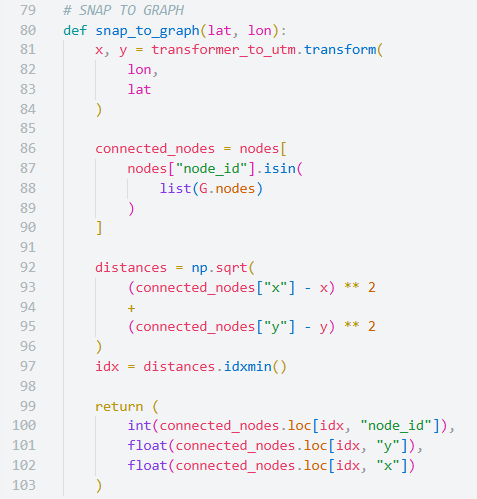 79 # SNAP TO GRAPH
80 def snap_to_graph(lat, lon):
81     x, y = transformer_to_utm.transform(
82         lon,
83         lat
84     )
85
86     connected_nodes = nodes[
87         nodes["node_id"].isin(
88             list(G.nodes)
89         )
90     ]
91
92     distances = np.sqrt(
93         (connected_nodes["x"] - x) ** 2
94         +
95         (connected_nodes["y"] - y) ** 2
96     )
97     idx = distances.idxmin()
98
99     return (
100         int(connected_nodes.loc[idx, "node_id"]),
101         float(connected_nodes.loc[idx, "y"]),
102         float(connected_nodes.loc[idx, "x"])
103     )